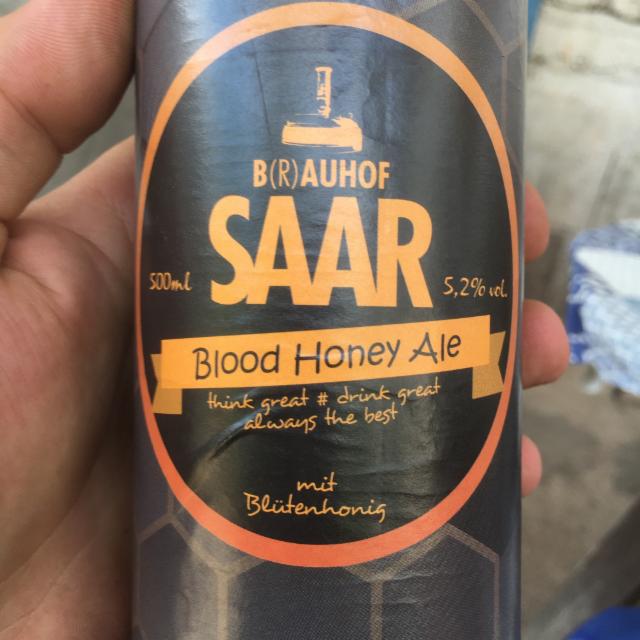 B(R)AUHOF
SAAR
500ml
5,2% vol.
Blood Honey Ale
think great # drink great
always the best
mit
Blütenhonig